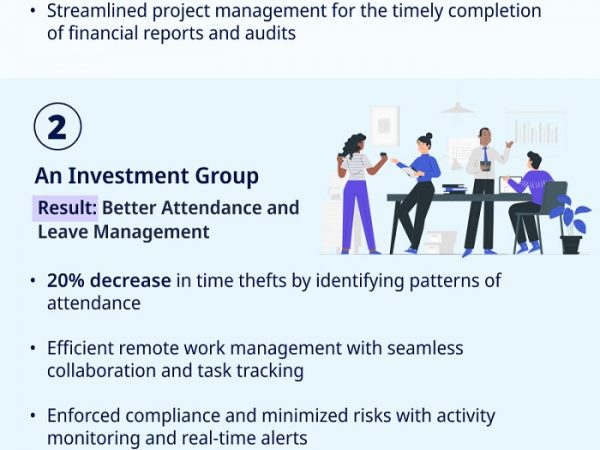 • Streamlined project management for the timely completion
of financial reports and audits
2
An Investment Group
Result: Better Attendance and
Leave Management
• 20% decrease in time thefts by identifying patterns of
attendance
• Efficient remote work management with seamless
collaboration and task tracking
• Enforced compliance and minimized risks with activity
monitoring and real-time alerts